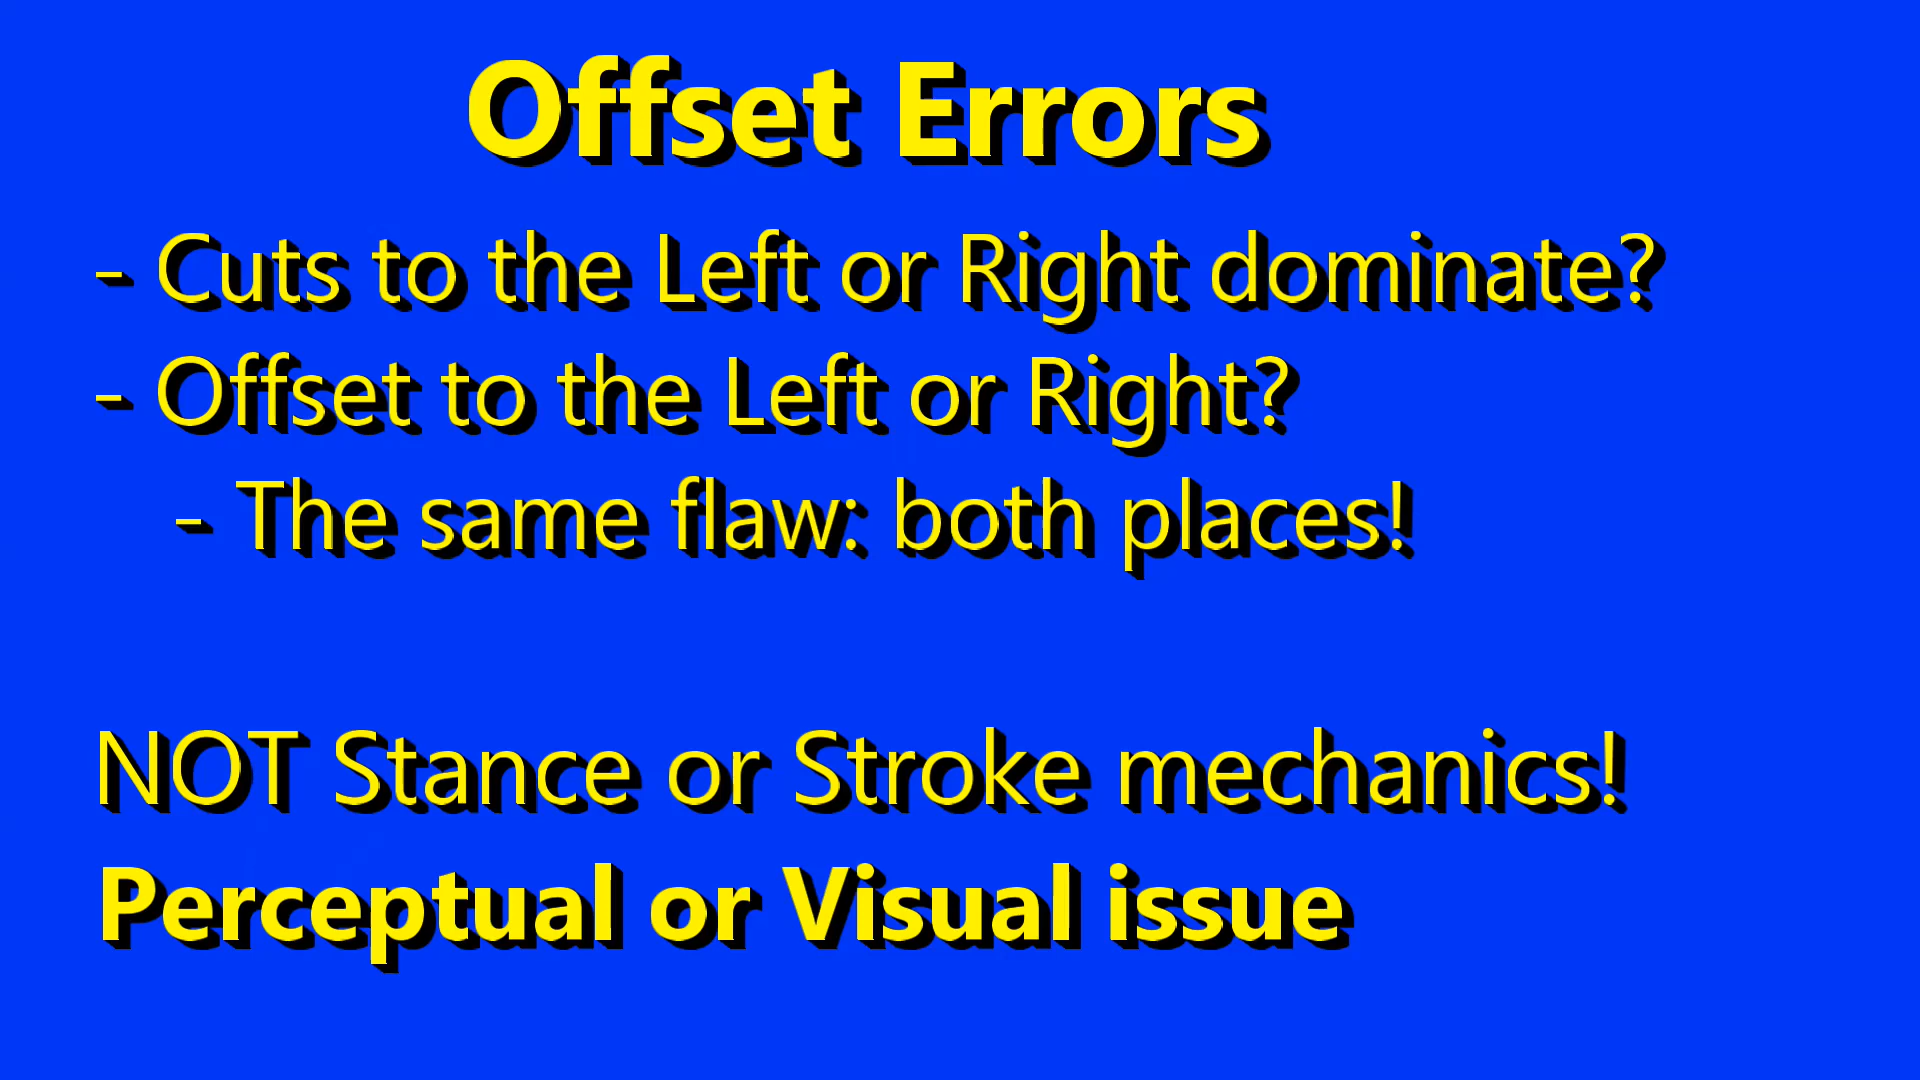 Offset Errors
- Cuts to the Left or Right dominate?
- Offset to the Left or Right?
- The same flaw: both places!
NOT Stance or Stroke mechanics!
Perceptual or Visual issue